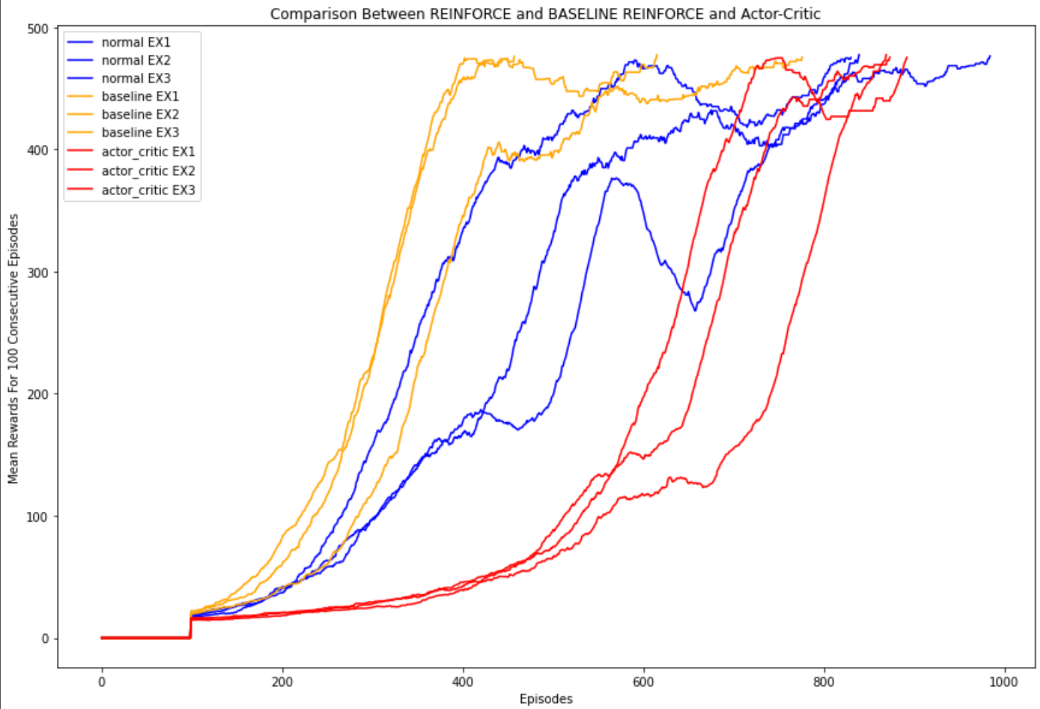 Comparison Between REINFORCE and BASELINE REINFORCE and Actor-Critic
normal EX1
normal EX2
normal EX3
baseline EX1
baseline EX2
baseline EX3
actor_critic EX1
actor_critic EX2
actor_critic EX3
Mean Rewards For 100 Consecutive Episodes
500
400
300
200
100
0
0
200
400
600
800
1000
Episodes